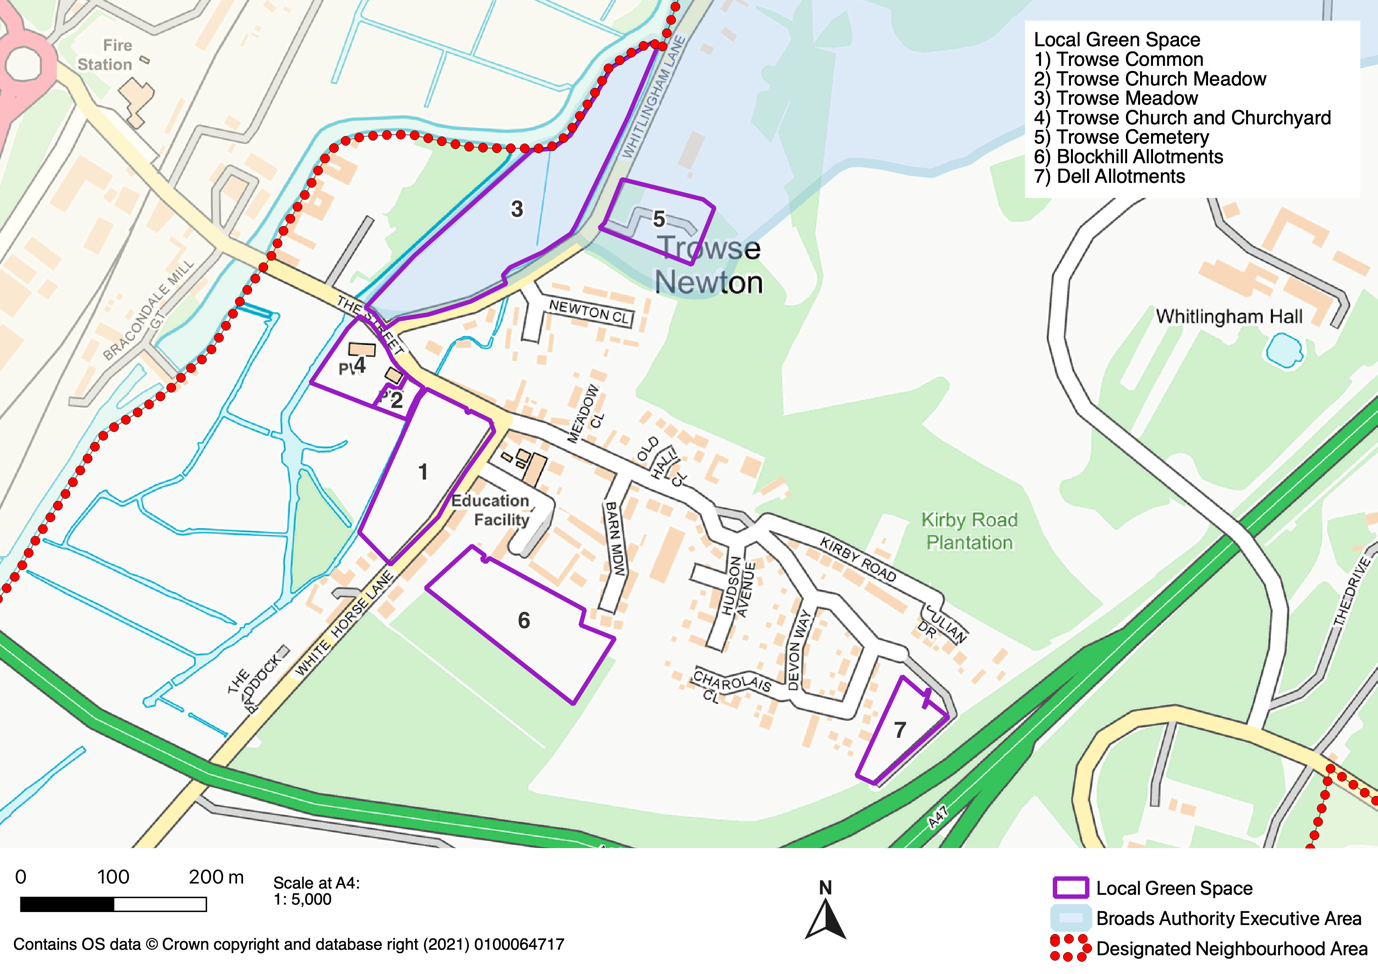 Fire
Station
Local Green Space
1) Trowse Common
2) Trowse Church Meadow
3) Trowse Meadow
4) Trowse Church and Churchyard
5) Trowse Cemetery
6) Blockhill Allotments
7) Dell Allotments
WHITLINGHAM LANE
3
5
Trowse
Newton
BRACONDALE MILL
GT
THE STREET
NEWTON CL
Whitlingham Hall
4
2
MEADOW
CL
OLD
HALL
CL
1
Education
Facility
BARN MDW
Kirby Road
Plantation
KIRBY ROAD
HUDSON
AVENUE
THE DRIVE
WHITE HORSE LANE
6
DEVON WAY
JULIAN
DR
THE
PADDOCK
CHAROLAIS
CL
7
A47
0 100 200 m
Scale at A4:
1: 5,000
N
Local Green Space
Broads Authority Executive Area
Designated Neighbourhood Area
Contains OS data © Crown copyright and database right (2021) 0100064717